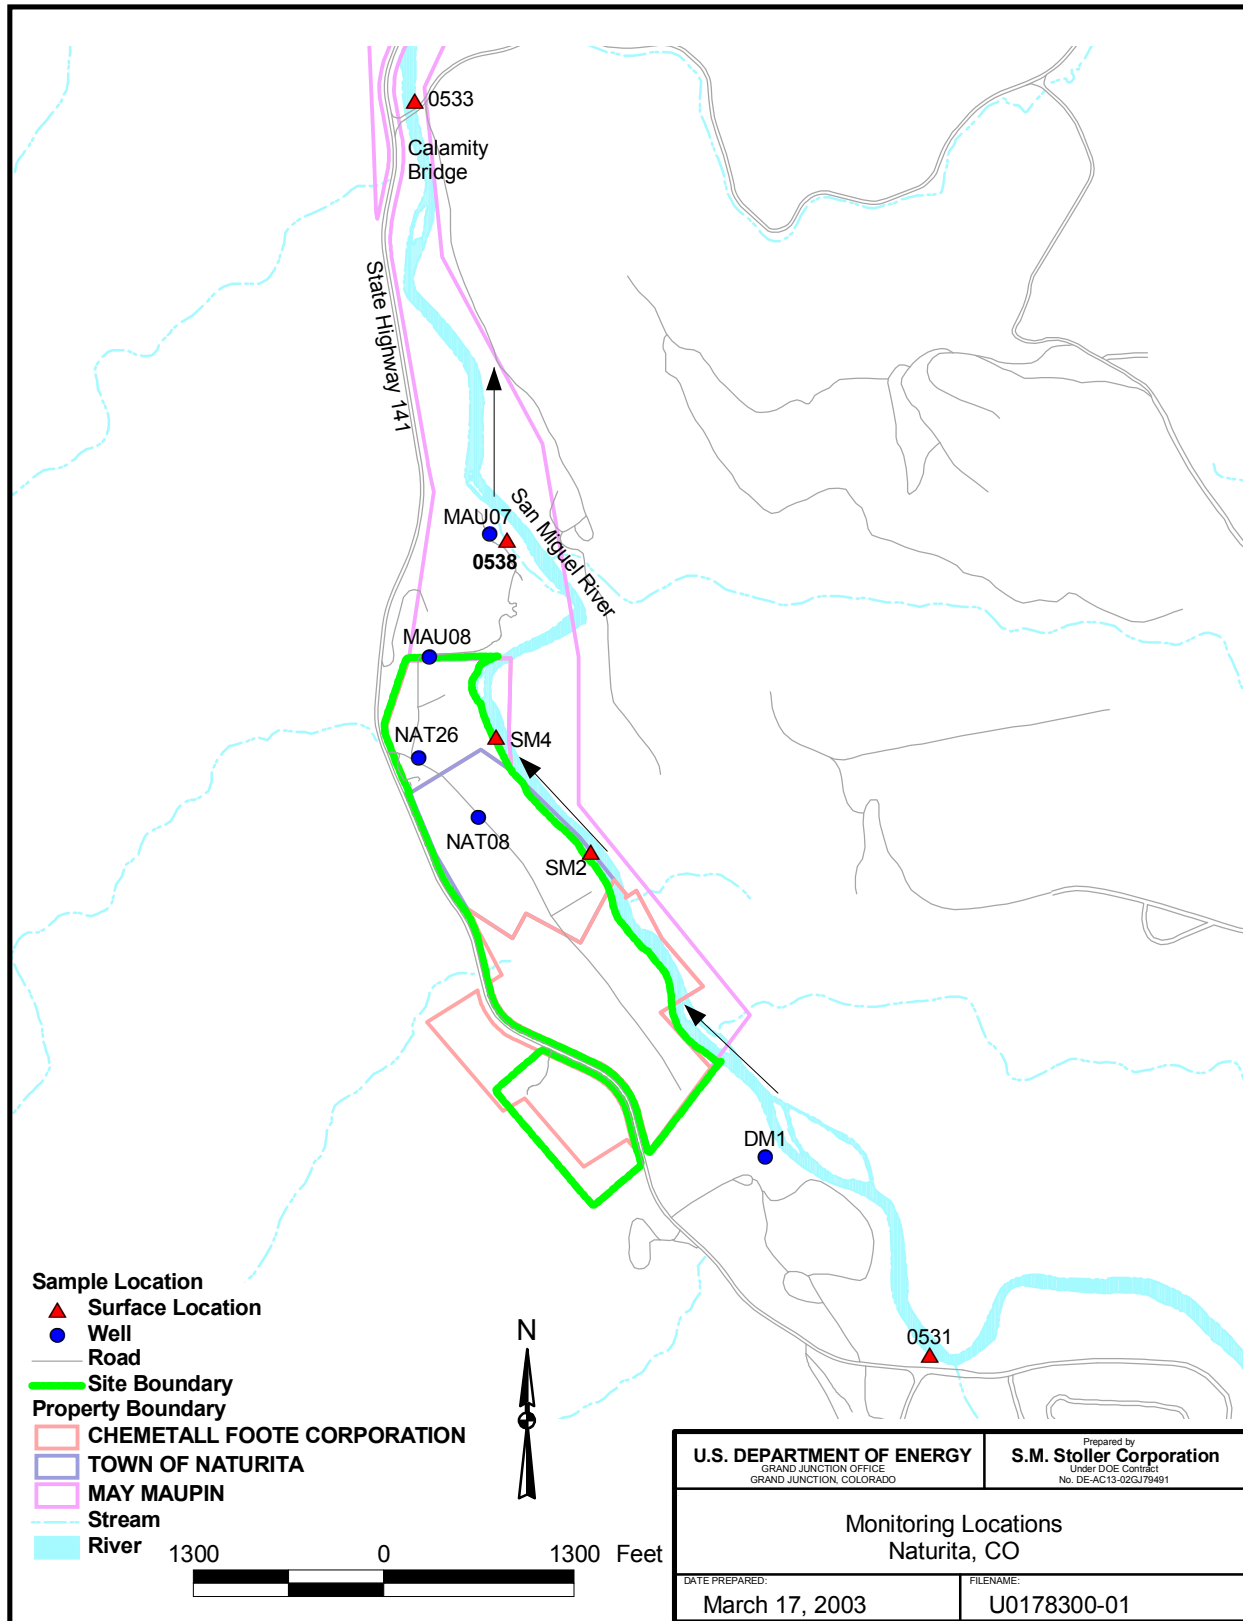 0533
Calamity
Bridge
State Highway 141
San Miguel River
MAU07
0538
MAU08
NAT26
SM4
NAT08
SM2
DM1
0531
Sample Location
Surface Location
Well
Road
Site Boundary
Property Boundary
CHEMETALL FOOTE CORPORATION
TOWN OF NATURITA
MAY MAUPIN
Stream
River
N
1300 0 1300 Feet
U.S. DEPARTMENT OF ENERGY
GRAND JUNCTION OFFICE
GRAND JUNCTION, COLORADO
Prepared by
S.M. Stoller Corporation
Under DOE Contract
No. DE-AC13-02GJ79491
Monitoring Locations
Naturita, CO
DATE PREPARED:
March 17, 2003
FILENAME:
U0178300-01